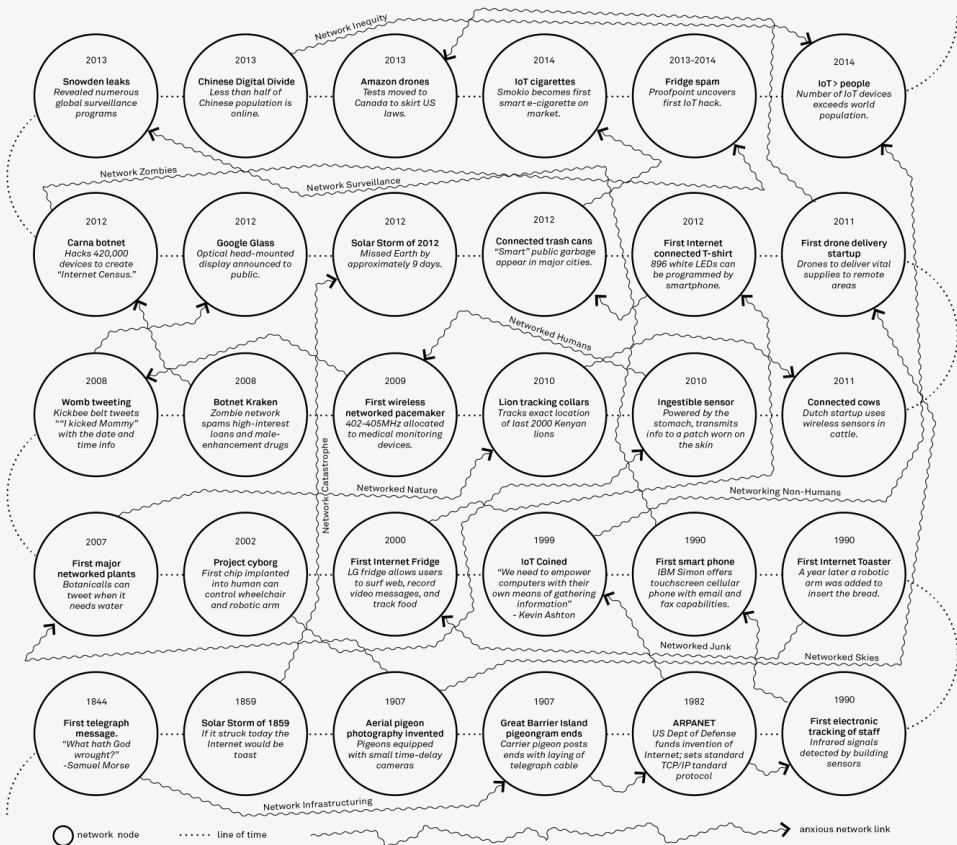 Network Inequity
2013
Snowden leaks
Revealed numerous
global surveillance
programs
2013
Chinese Digital Divide
Less than half of
Chinese population is
online.
2013
Amazon drones
Tests moved to
Canada to skirt US
laws.
2014
IoT cigarettes
Smokio becomes first
smart e-cigarette on
market.
2013-2014
Fridge spam
Proofpoint uncovers
first IoT hack.
2014
IoT > people
Number of IoT devices
exceeds world
population.
Network Zombies
Network Surveillance
2012
Carna botnet
Hacks 420,000
devices to create
“Internet Census.”
2012
Google Glass
Optical head-mounted
display announced to
public.
2012
Solar Storm of 2012
Missed Earth by
approximately 9 days.
2012
Connected trash cans
“Smart” public garbage
appear in major cities.
2012
First Internet
connected T-shirt
896 white LEDs can
be programmed by
smartphone.
2011
First drone delivery
startup
Drones to deliver vital
supplies to remote
areas
Networked Humans
2008
Womb tweeting
Kickbee belt tweets
““I kicked Mommy”
with the date and
time info
2008
Botnet Kraken
Zombie network
spams high-interest
loans and male-
enhancement drugs
2009
First wireless
networked pacemaker
402-405MHz allocated
to medical monitoring
devices.
2010
Lion tracking collars
Tracks exact location
of last 2000 Kenyan
lions
2010
Ingestible sensor
Powered by the
stomach, transmits
info to a patch worn on
the skin
2011
Connected cows
Dutch startup uses
wireless sensors in
cattle.
Network Catastrophe
Networked Nature
Networking Non-Humans
2007
First major
networked plants
Botanicalls can
tweet when it
needs water
2002
Project cyborg
First chip implanted
into human can
control wheelchair
and robotic arm
2000
First Internet Fridge
LG fridge allows users
to surf web, record
video messages, and
track food
1999
IoT Coined
“We need to empower
computers with their
own means of gathering
information”
- Kevin Ashton
1990
First smart phone
IBM Simon offers
touchscreen cellular
phone with email and
fax capabilities.
1990
First Internet Toaster
A year later a robotic
arm was added to
insert the bread.
Networked Junk
Networked Skies
1844
First telegraph
message.
“What hath God
wrought?”
-Samuel Morse
1859
Solar Storm of 1859
If it struck today the
Internet would be
toast
1907
Aerial pigeon
photography invented
Pigeons equipped
with small time-delay
cameras
1907
Great Barrier Island
pigeongram ends
Carrier pigeon posts
ends with laying of
telegraph cable
1982
ARPANET
US Dept of Defense
funds invention of
Internet; sets standard
TCP/IP tandard
protocol
1990
First electronic
tracking of staff
Infrared signals
detected by building
sensors
Network Infrastructuring
network node
line of time
anxious network link